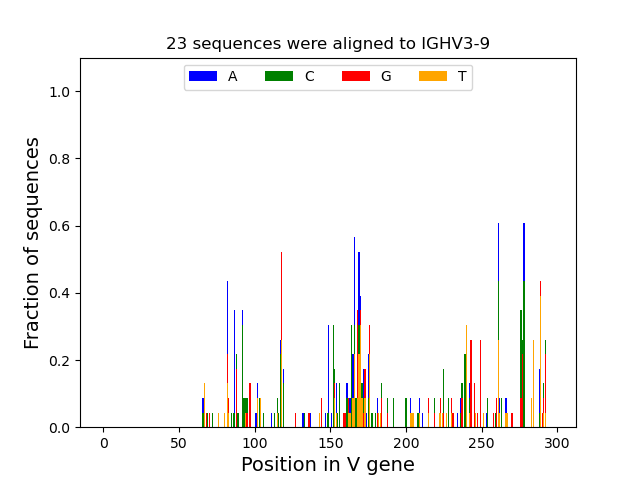 23 sequences were aligned to IGHV3-9
A C G T
1.0
0.8
0.6
0.4
0.2
0.0
Fraction of sequences
0 50 100 150 200 250 300
Position in V gene